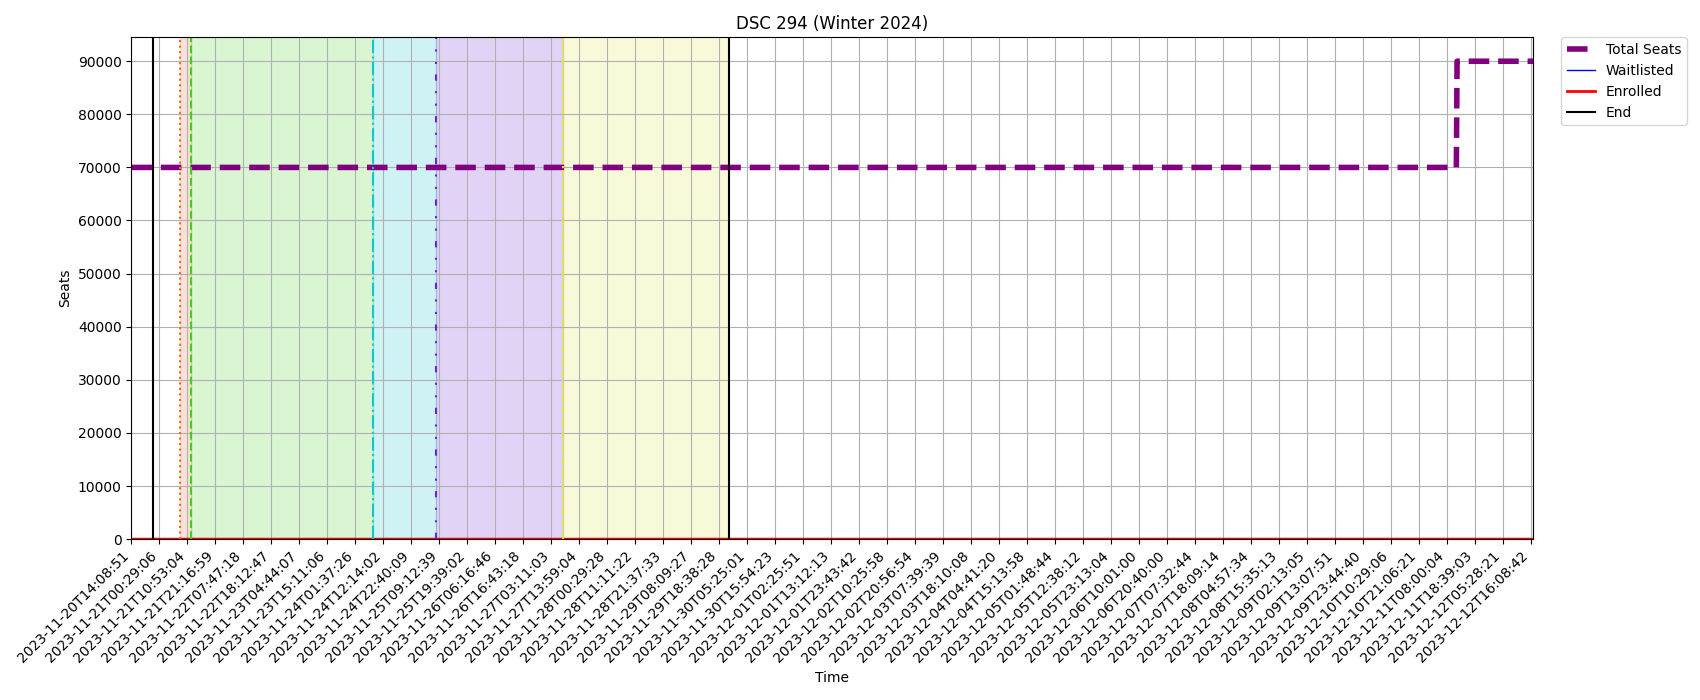 DSC 294 (Winter 2024)
Total Seats
Waitlisted
Enrolled
End
Seats
90000
80000
70000
60000
50000
40000
30000
20000
10000
0
2023-11-20T14:08:51
2023-11-21T00:29:06
2023-11-21T10:53:04
2023-11-21T21:16:59
2023-11-22T07:47:18
2023-11-22T18:12:47
2023-11-23T04:44:07
2023-11-23T15:11:06
2023-11-24T01:37:26
2023-11-24T12:14:02
2023-11-24T22:40:09
2023-11-25T09:12:39
2023-11-25T19:39:02
2023-11-26T06:16:46
2023-11-26T16:43:18
2023-11-27T03:11:03
2023-11-27T13:59:04
2023-11-28T00:29:28
2023-11-28T11:11:22
2023-11-28T21:37:33
2023-11-29T08:09:27
2023-11-29T18:38:28
2023-11-30T05:25:01
2023-11-30T15:54:23
2023-12-01T02:25:51
2023-12-01T13:12:13
2023-12-01T23:43:42
2023-12-02T10:25:58
2023-12-02T20:56:54
2023-12-03T07:39:39
2023-12-03T18:10:08
2023-12-04T04:41:20
2023-12-04T15:13:58
2023-12-05T01:48:44
2023-12-05T12:38:12
2023-12-05T23:13:04
2023-12-06T10:01:00
2023-12-06T20:40:00
2023-12-07T07:32:44
2023-12-07T18:09:14
2023-12-08T04:57:34
2023-12-08T15:35:13
2023-12-09T02:13:05
2023-12-09T13:07:51
2023-12-09T23:44:40
2023-12-10T10:29:06
2023-12-10T21:06:21
2023-12-11T08:00:04
2023-12-11T18:39:03
2023-12-12T05:28:21
2023-12-12T16:08:42
Time